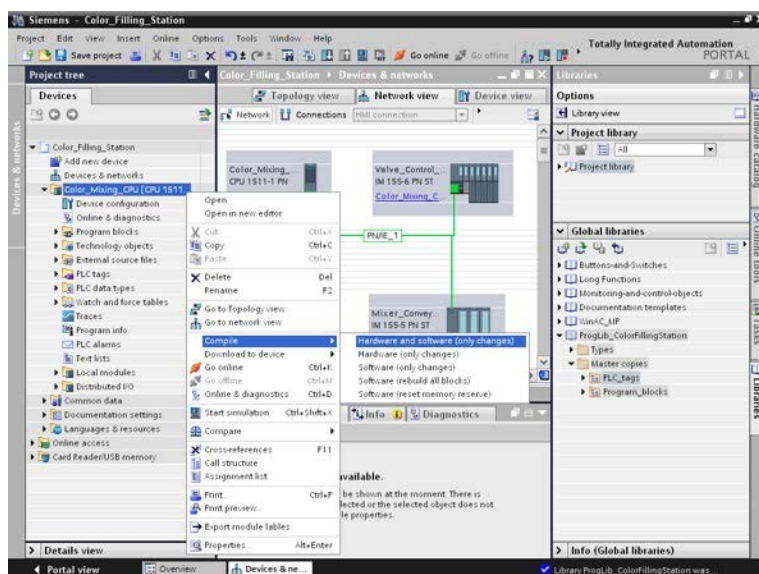 Siemens - Color_Filling_Station
Project Edit View Insert Online Options Tools Window Help
Totally Integrated Automation
PORTAL
Save project
Go online
Go offline
Project tree
Color_Filling_Station
Devices & networks
Libraries
Devices
Topology view
Network view
Device view
Options
Network
Connections
HMI connection
Library view
Project library
All
Project library
Color_Filling_Station
Add new device
Devices & networks
Color_Mixing_CPU [CPU 1511
Device configuration
Online & diagnostics
Program blocks
Technology objects
External source files
PLC tags
PLC data types
Watch and force tables
Traces
Program info
PLC alarms
Text lists
Local modules
Distributed I/O
Common data
Documentation settings
Languages & resources
Online access
Card Reader/USB memory
Color_Mixing_...
CPU 1511-1 PN
Valve_Control_...
IM 155-6 PN ST
Color_Mixing_C...
PN/IE_1
Mixer_Convey...
IM 155-5 PN ST
Open
Open in new editor
Cut Ctrl+X
Copy Ctrl+C
Paste Ctrl+V
Delete Del
Rename F2
Go to Topology view
Go to network view
Compile
Download to device
Go online Ctrl+K
Go offline Ctrl+M
Online & diagnostics Ctrl+D
Start simulation Ctrl+Shift+X
Compare
Cross-references F11
Call structure
Assignment list
Print... Ctrl+P
Print preview...
Export module lables
Properties... Alt+Enter
Hardware and software (only changes)
Hardware (only changes)
Software (only changes)
Software (rebuild all blocks)
Software (reset memory reserve)
Info
Diagnostics
vailable.
be shown at the moment. There is
lected or the selected object does not
le properties.
Global libraries
Buttons-and-Switches
Long Functions
Monitoring-and-control-objects
Documentation templates
WinAC_MP
ProgLib_ColorFillingStation
Types
Master copies
PLC_tags
Program_blocks
Devices & networks
Hardware catalog
Online tools
Tasks
Libraries
Details view
Info (Global libraries)
Portal view
Overview
Devices & ne...
Library ProgLib_ColorFillingStation was ...